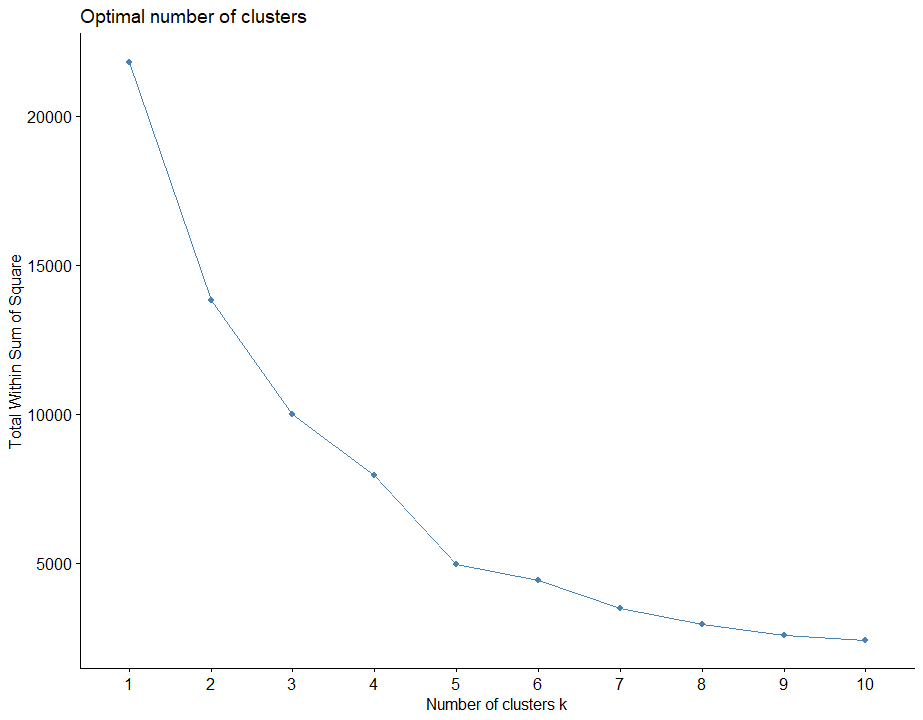 Optimal number of clusters
Total Within Sum of Square
20000
15000
10000
5000
1 2 3 4 5 6 7 8 9 10
Number of clusters k